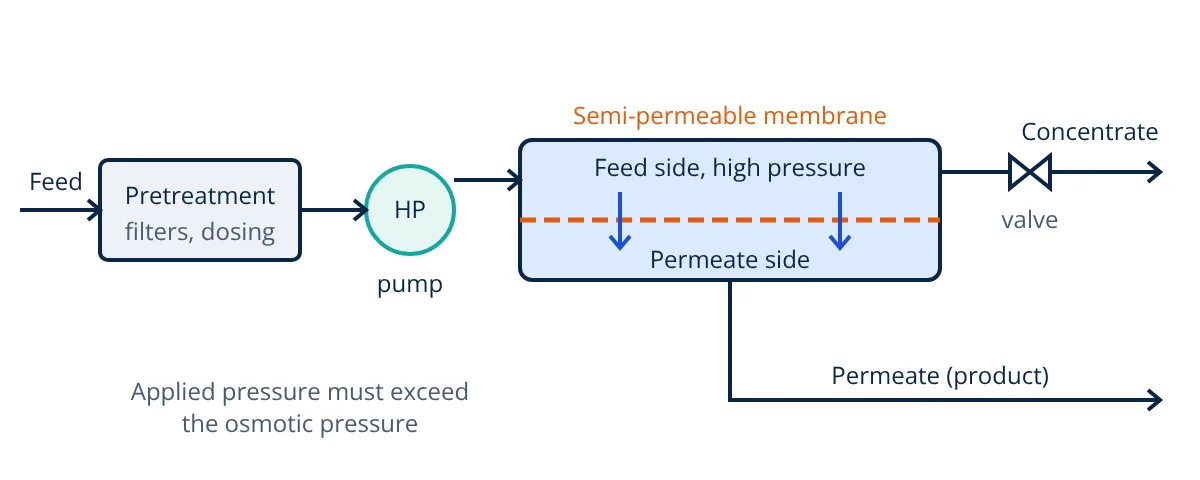 Semi-permeable membrane
Concentrate
Feed
Pretreatment
filters, dosing
HP
pump
Feed side, high pressure
Permeate side
valve
Permeate (product)
Applied pressure must exceed
the osmotic pressure